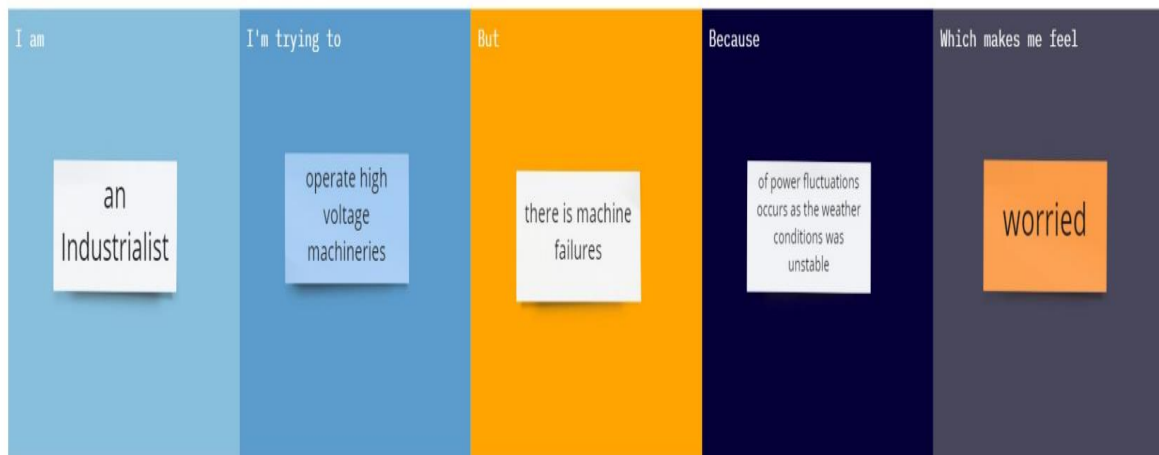 I am
an
Industrialist
I'm trying to
operate high
voltage
machineries
But
there is machine
failures
Because
of power fluctuations
occurs as the weather
conditions was
unstable
Which makes me feel
worried